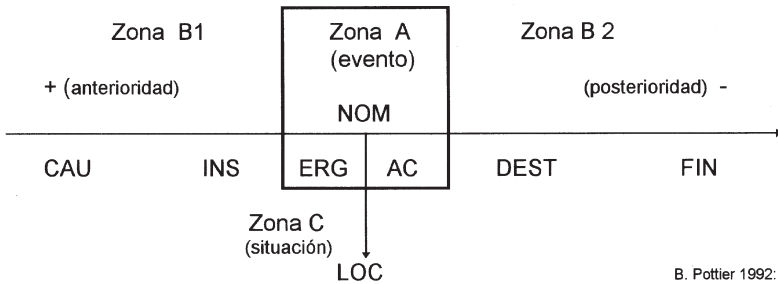 Zona B1 Zona A Zona B 2
(evento)
+ (anterioridad) (posterioridad) -
NOM
CAU INS ERG AC DEST FIN
Zona C
(situación)
LOC
B. Pottier 1992: